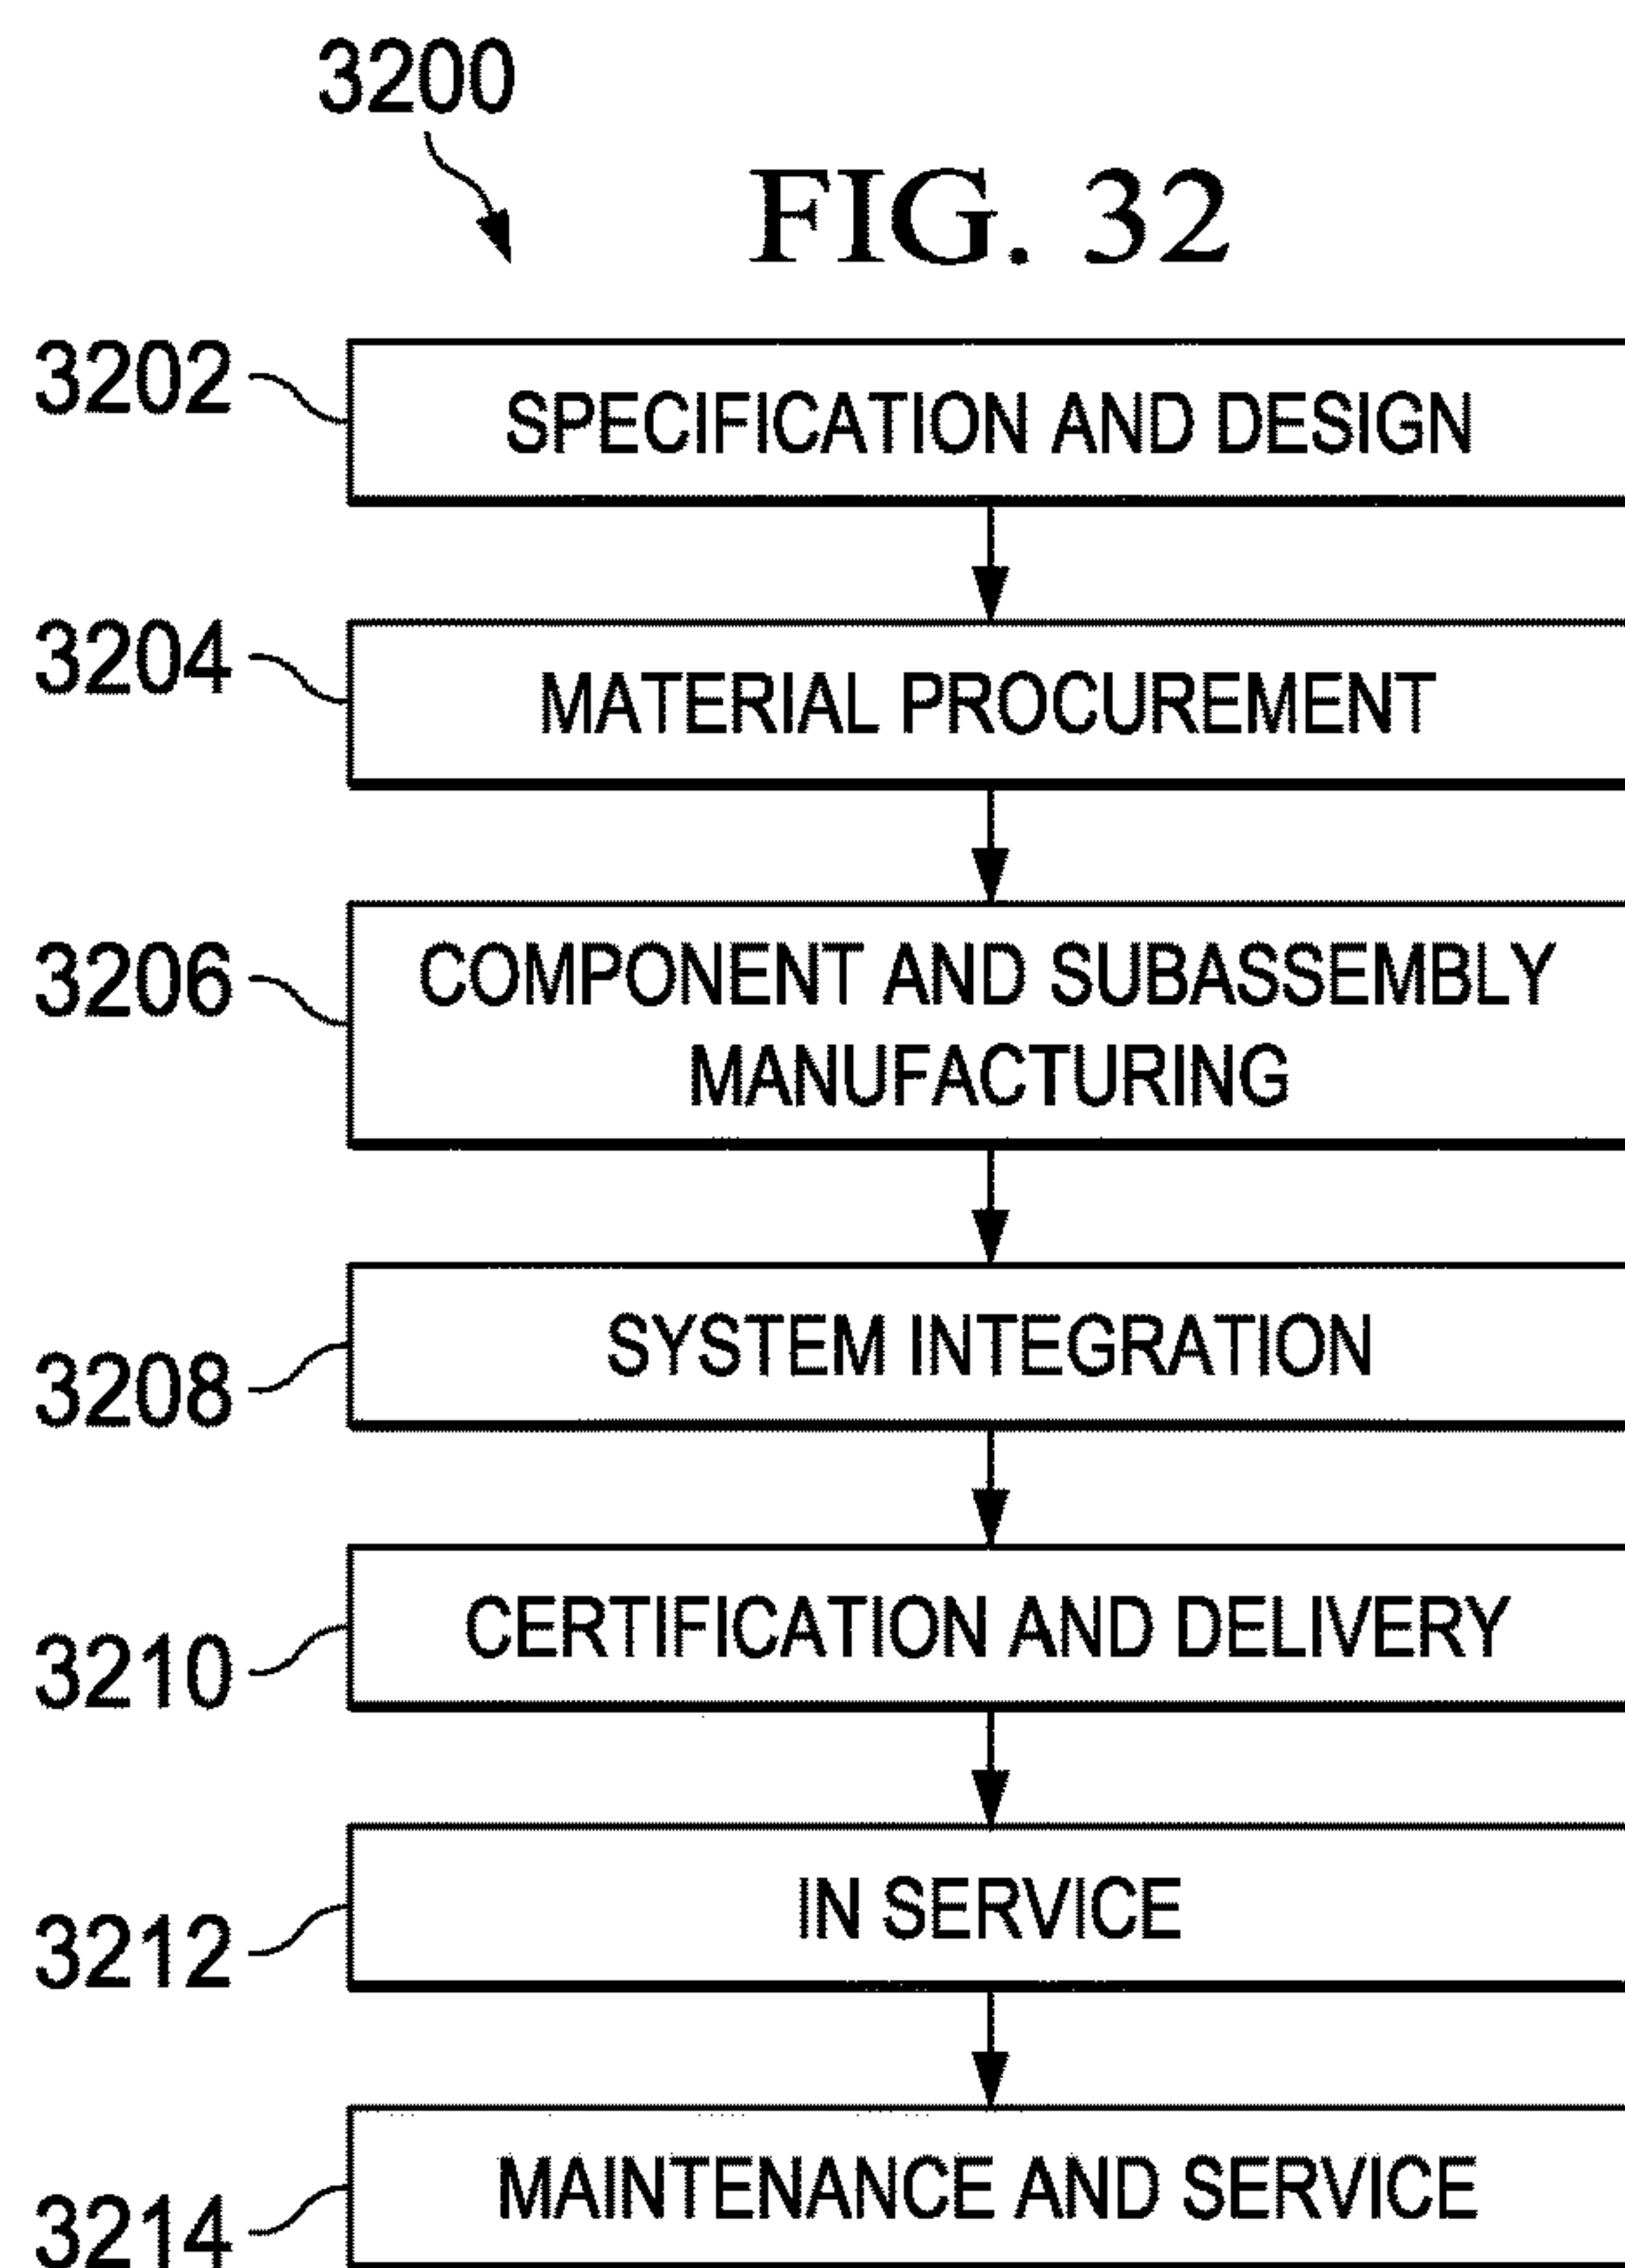 3200
FIG. 32
3202
SPECIFICATION AND DESIGN
3204
MATERIAL PROCUREMENT
3206
COMPONENT AND SUBASSEMBLY
MANUFACTURING
3208
SYSTEM INTEGRATION
3210
CERTIFICATION AND DELIVERY
3212
IN SERVICE
3214
MAINTENANCE AND SERVICE